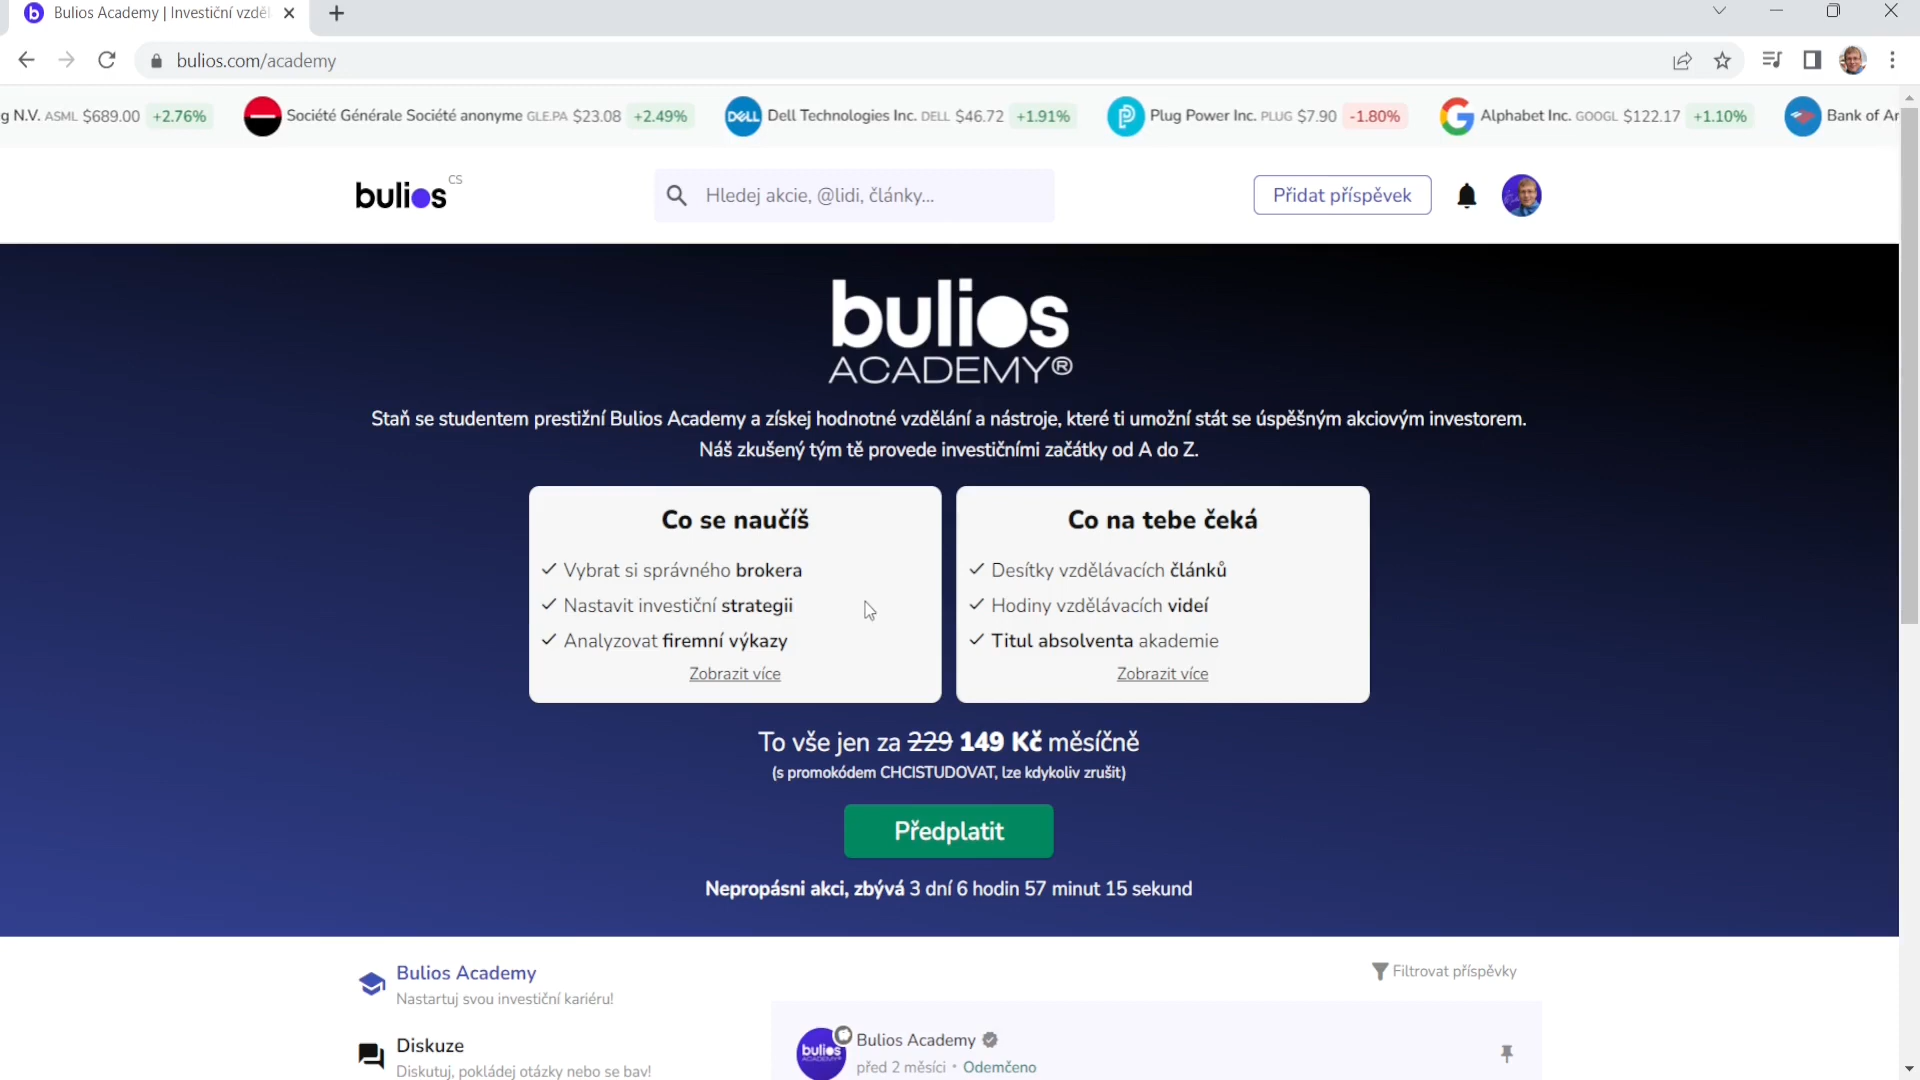 Bulios Academy | Investiční vzděl
bulios.com/academy
g N.V. ASML $689.00 +2.76% Société Générale Société anonyme GLE.PA $23.08 +2.49% DELL Dell Technologies Inc. DELL $46.72 +1.91% Plug Power Inc. PLUG $7.90 -1.80% Alphabet Inc. GOOGL $122.17 +1.10% Bank of Ar
bulios CS
Hledej akcie, @lidi, články...
Přidat příspěvek
bulios
ACADEMY®
Staň se studentem prestižní Bulios Academy a získej hodnotné vzdělání a nástroje, které ti umožní stát se úspěšným akciovým investorem.
Náš zkušený tým tě provede investičními začátky od A do Z.
Co se naučíš
Vybrat si správného brokera
Nastavit investiční strategii
Analyzovat firemní výkazy
Zobrazit více
Co na tebe čeká
Desítky vzdělávacích článků
Hodiny vzdělávacích videí
Titul absolventa akademie
Zobrazit více
To vše jen za 229 149 Kč měsíčně
(s promokódem CHCISTUDOVAT, lze kdykoliv zrušit)
Předplatit
Nepropásni akci, zbývá 3 dní 6 hodin 57 minut 15 sekund
Bulios Academy
Nastartuj svou investiční kariéru!
Diskuze
Diskutuj, pokládej otázky nebo se bav!
Filtrovat příspěvky
bulios
ACADEMY
Bulios Academy
před 2 měsíci • Odemčeno